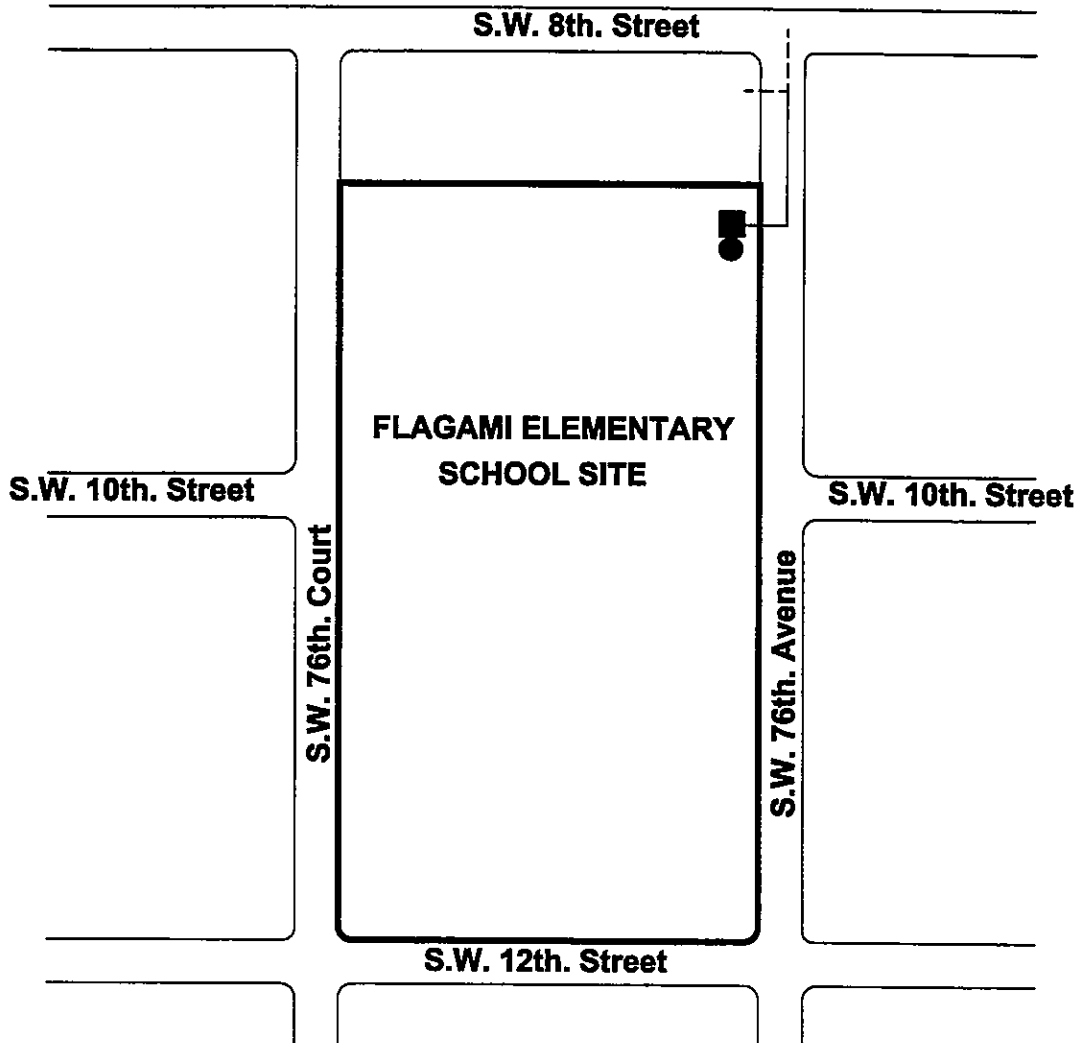 S.W. 8th. Street
FLAGAMI ELEMENTARY
SCHOOL SITE
S.W. 10th. Street
S.W. 10th. Street
S.W. 76th. Court
S.W. 76th. Avenue
S.W. 12th. Street